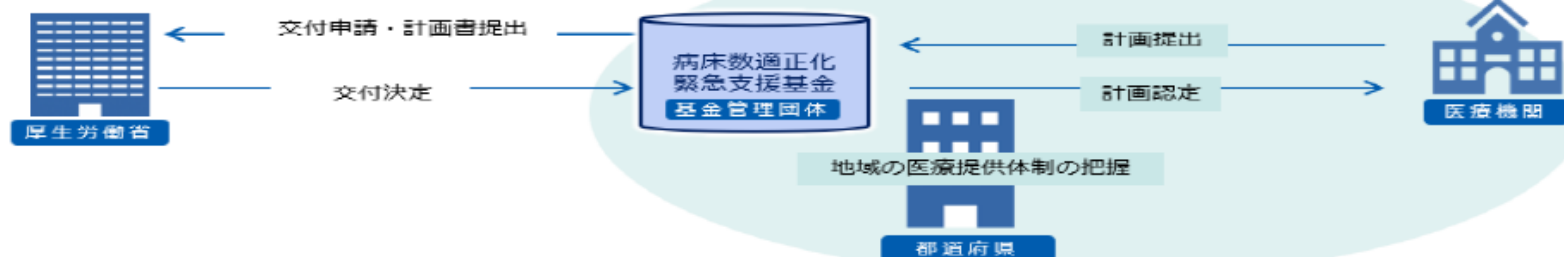 交付申請・計画書提出
交付決定
厚生労働省
病床数適正化
緊急支援基金
基金管理団体
計画提出
計画認定
医療機関
地域の医療提供体制の把握
都道府県